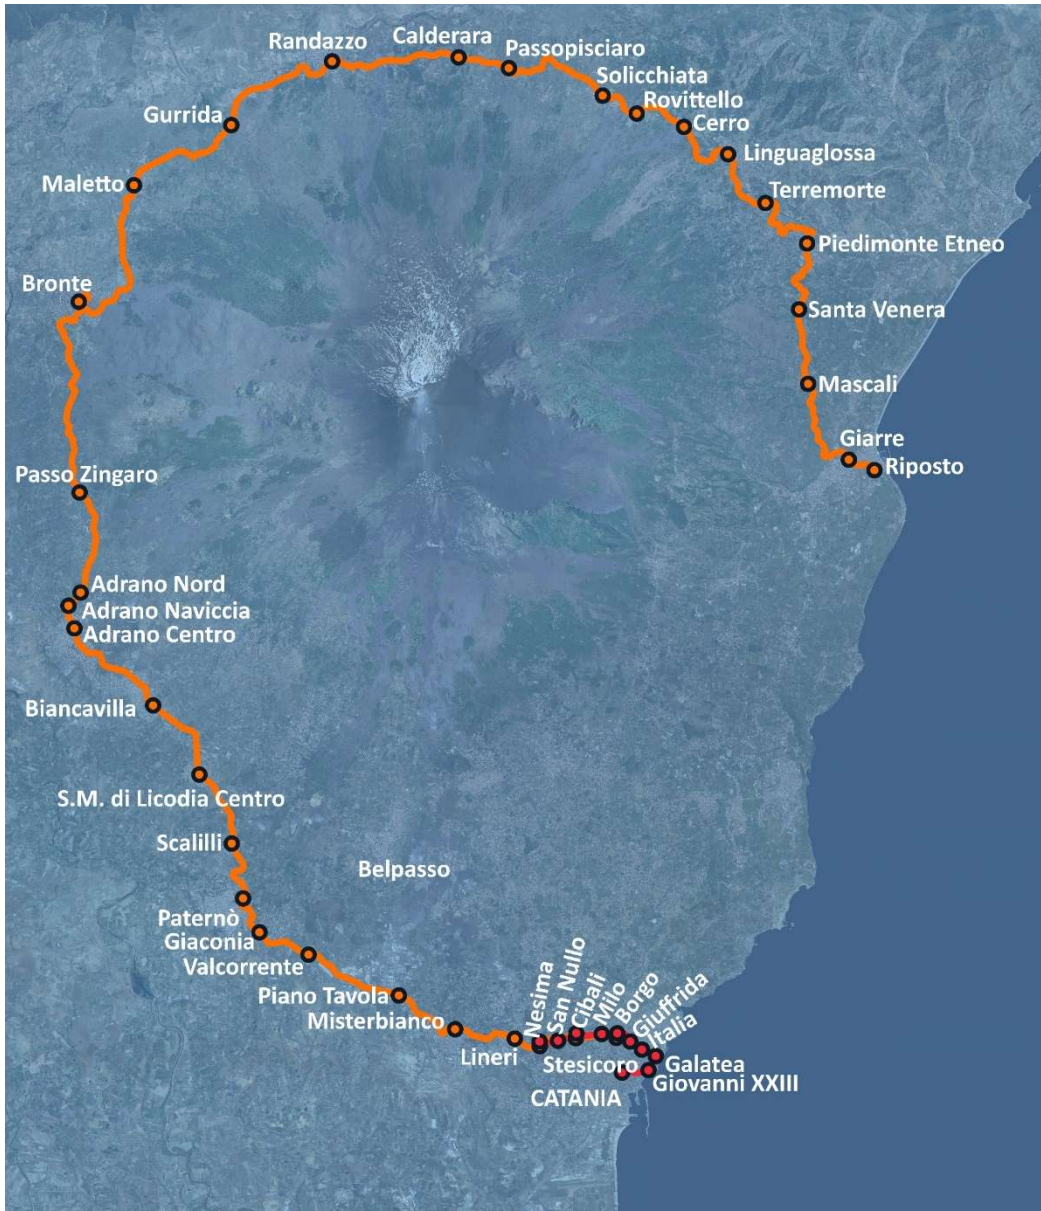 Calderara
Randazzo
Passopisciaro
Solicchiata
Rovittello
Gurrida
Cerro
Linguaglossa
Maletto
Terremorte
Piedimonte Etneo
Bronte
Santa Venera
Mascali
Giarre
Riposto
Passo Zingaro
Adrano Nord
Adrano Naviccia
Adrano Centro
Biancavilla
S.M. di Licodia Centro
Scalilli
Belpasso
Paternò
Giaconia
Valcorrente
Piano Tavola
Misterbianco
Lineri
Nesima
San Nullo
Cibali
Milo
Borgo
Giuffrida
Italia
Stesicoro
Galatea
Giovanni XXIII
CATANIA